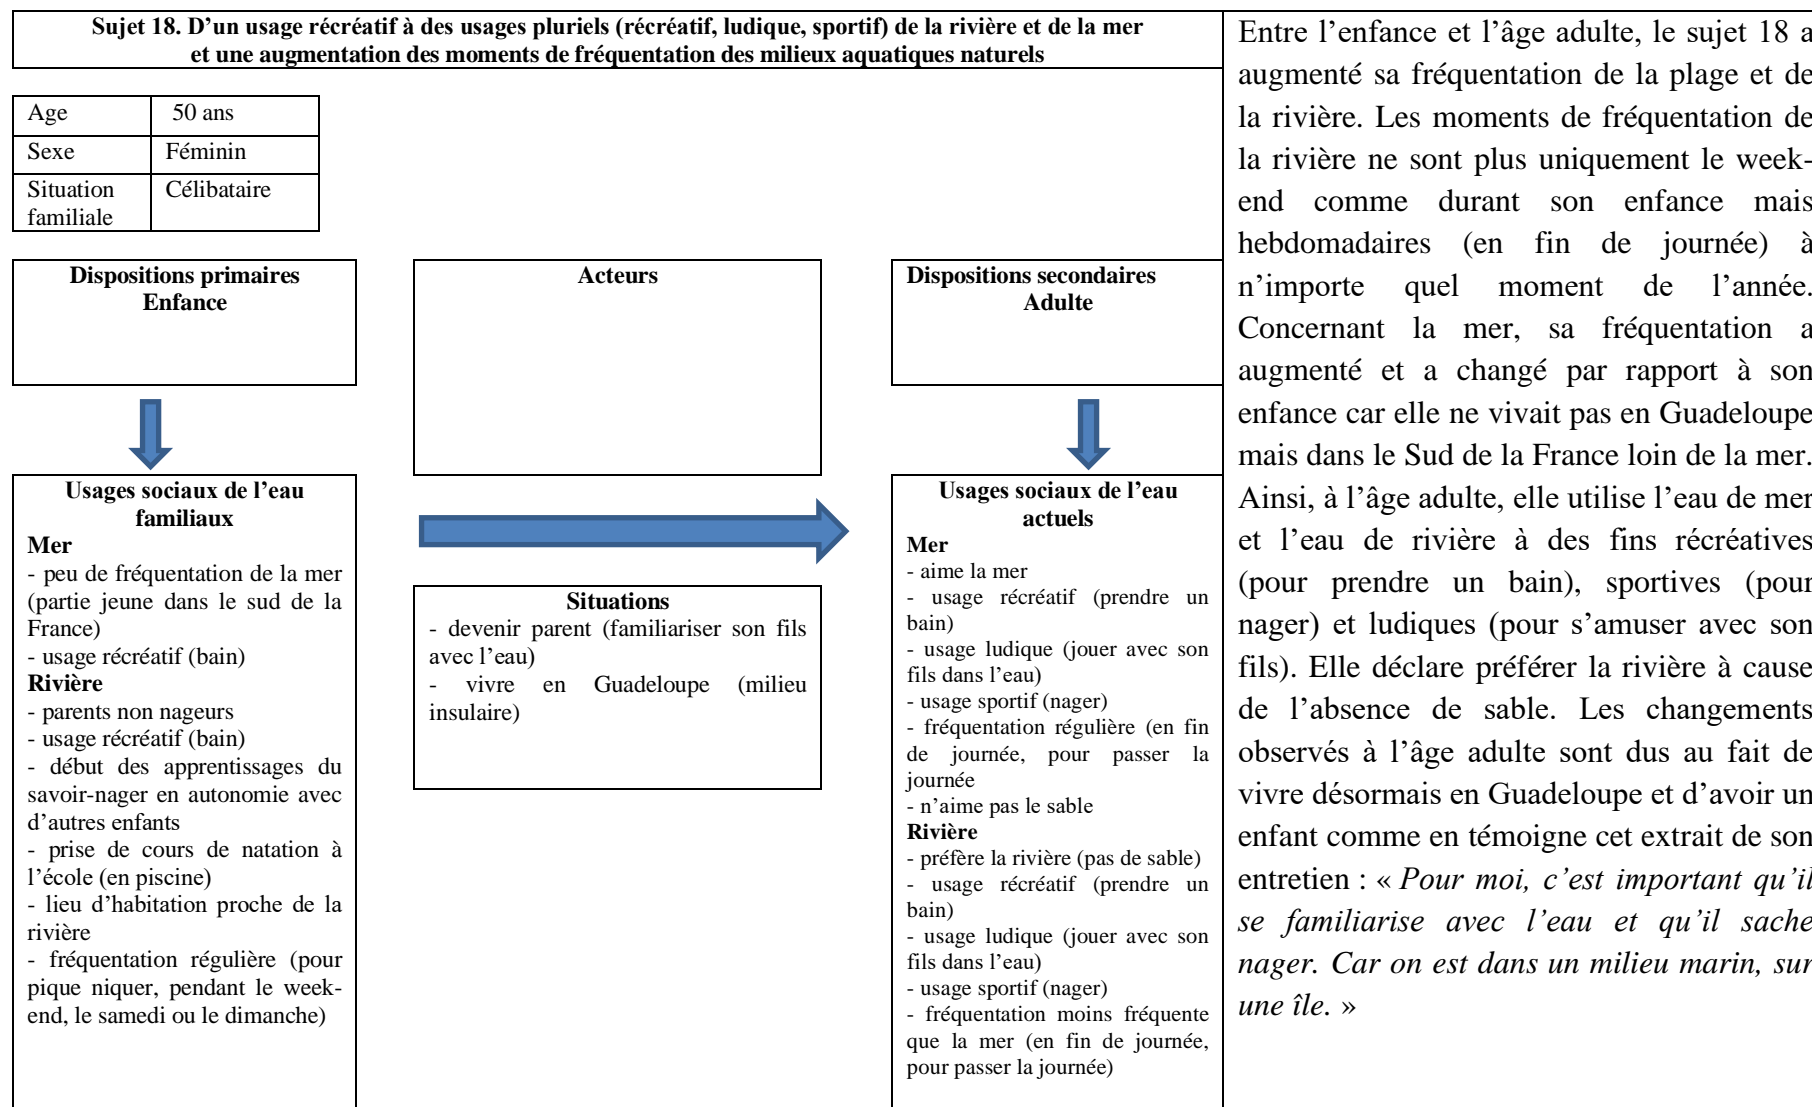 Sujet 18. D’un usage récréatif à des usages pluriels (récréatif, ludique, sportif) de la rivière et de la mer
et une augmentation des moments de fréquentation des milieux aquatiques naturels
Age 50 ans
Sexe Féminin
Situation Célibataire
familiale
Dispositions primaires
Enfance
Acteurs
Dispositions secondaires
Adulte
Usages sociaux de l’eau
familiaux
Mer
- peu de fréquentation de la mer
(partie jeune dans le sud de la
France)
- usage récréatif (bain)
Rivière
- parents non nageurs
- usage récréatif (bain)
- début des apprentissages du
savoir-nager en autonomie avec
d’autres enfants
- prise de cours de natation à
l’école (en piscine)
- lieu d’habitation proche de la
rivière
- fréquentation régulière (pour
pique niquer, pendant le week-
end, le samedi ou le dimanche)
Situations
- devenir parent (familiariser son fils
avec l’eau)
- vivre en Guadeloupe (milieu
insulaire)
Usages sociaux de l’eau
actuels
Mer
- aime la mer
- usage récréatif (prendre un
bain)
- usage ludique (jouer avec son
fils dans l’eau)
- usage sportif (nager)
- fréquentation régulière (en fin
de journée, pour passer la
journée
- n’aime pas le sable
Rivière
- préfère la rivière (pas de sable)
- usage récréatif (prendre un
bain)
- usage ludique (jouer avec son
fils dans l’eau)
- usage sportif (nager)
- fréquentation moins fréquente
que la mer (en fin de journée,
pour passer la journée)
Entre l’enfance et l’âge adulte, le sujet 18 a
augmenté sa fréquentation de la plage et de
la rivière. Les moments de fréquentation de
la rivière ne sont plus uniquement le week-
end comme durant son enfance mais
hebdomadaires (en fin de journée) à
n’importe quel moment de l’année.
Concernant la mer, sa fréquentation a
augmenté et a changé par rapport à son
enfance car elle ne vivait pas en Guadeloupe
mais dans le Sud de la France loin de la mer.
Ainsi, à l’âge adulte, elle utilise l’eau de mer
et l’eau de rivière à des fins récréatives
(pour prendre un bain), sportives (pour
nager) et ludiques (pour s’amuser avec son
fils). Elle déclare préférer la rivière à cause
de l’absence de sable. Les changements
observés à l’âge adulte sont dus au fait de
vivre désormais en Guadeloupe et d’avoir un
enfant comme en témoigne cet extrait de son
entretien : « Pour moi, c’est important qu’il
se familiarise avec l’eau et qu’il sache
nager. Car on est dans un milieu marin, sur
une île. »